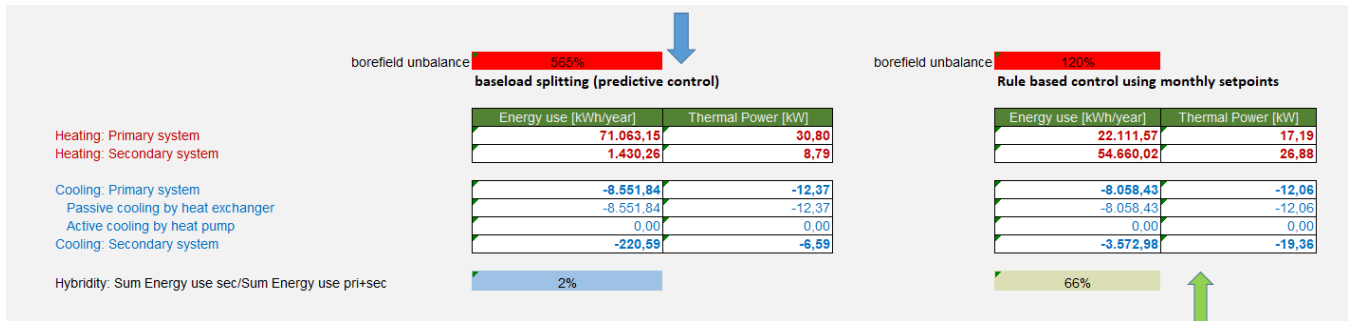 borefield unbalance 565% borefield unbalance 120%
baseload splitting (predictive control) Rule based control using monthly setpoints
Energy use [kWh/year] Thermal Power [kW] Energy use [kWh/year] Thermal Power [kW]
Heating: Primary system 71.063,15 30,80 22.111,57 17,19
Heating: Secondary system 1.430,26 8,79 54.660,02 26,88
Cooling: Primary system -8.551,84 -12,37 -8.058,43 -12,06
Passive cooling by heat exchanger -8.551,84 -12,37 -8.058,43 -12,06
Active cooling by heat pump 0,00 0,00 0,00 0,00
Cooling: Secondary system -220,59 -6,59 -3.572,98 -19,36
Hybridity: Sum Energy use sec/Sum Energy use pri+sec 2% 66%